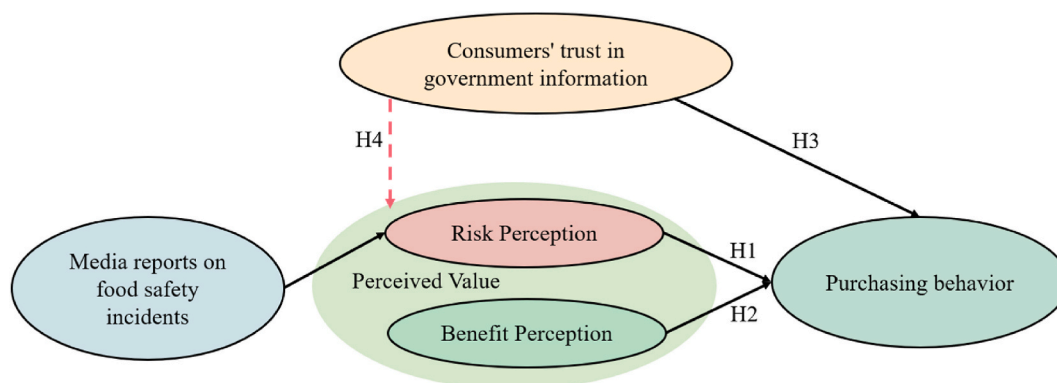 Consumers' trust in
government information
H4
H3
Risk Perception
H1
Media reports on
food safety
incidents
Perceived Value
Purchasing behavior
H2
Benefit Perception